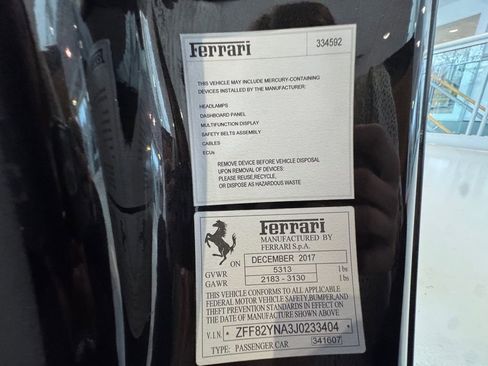 Ferrari 334592
THIS VEHICLE MAY INCLUDE MERCURY-CONTAINING
DEVICES INSTALLED BY THE MANUFACTURER:
HEADLAMPS
DASHBOARD PANEL
MULTIFUNCTION DISPLAY
SAFETY BELTS ASSEMBLY
CABLES
ECUs
REMOVE DEVICE BEFORE VEHICLE DISPOSAL
UPON REMOVAL OF DEVICES:
PLEASE REUSE,RECYCLE,
OR DISPOSE AS HAZARDOUS WASTE
Ferrari
MANUFACTURED BY
FERRARI S.p.A.
ON DECEMBER 2017
GVWR 5313 lbs
GAWR 2183 - 3130 lbs
THIS VEHICLE CONFORMS TO ALL APPLICABLE
FEDERAL MOTOR VEHICLE SAFETY,BUMPER,AND
THEFT PREVENTION STANDARDS IN EFFECT ON
THE DATE OF MANUFACTURE SHOWN ABOVE
V.I.N. ZFF82YNA3J0233404
TYPE: PASSENGER CAR 341607